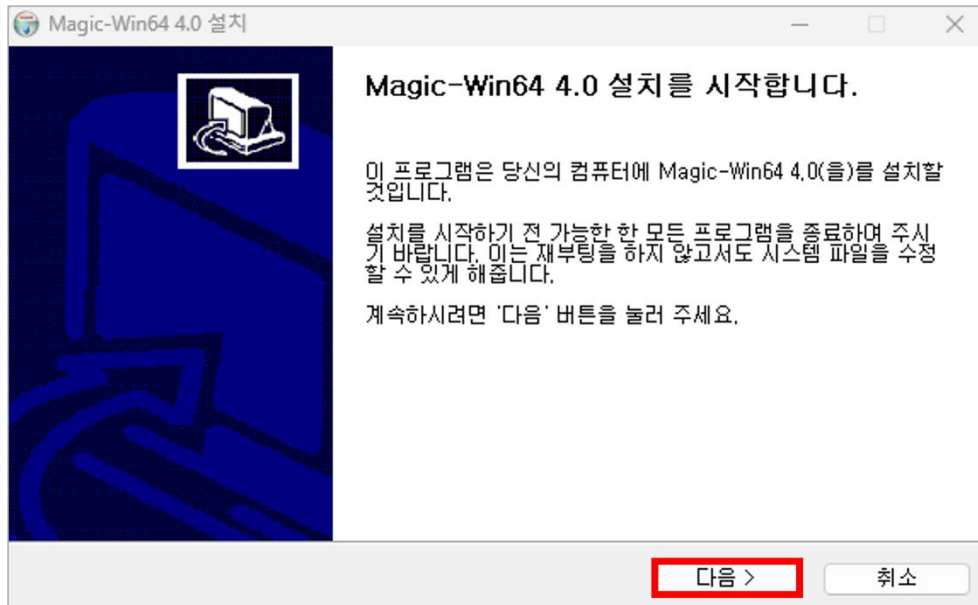 Magic-Win64 4.0 설치
Magic-Win64 4.0 설치를 시작합니다.
이 프로그램은 당신의 컴퓨터에 Magic-Win64 4.0(을)를 설치할
것입니다.
설치를 시작하기 전 가능한 한 모든 프로그램을 종료하여 주시
기 바랍니다. 이는 재부팅을 하지 않고서도 시스템 파일을 수정
할 수 있게 해줍니다.
계속하시려면 '다음' 버튼을 눌러 주세요.
다음 >
취소